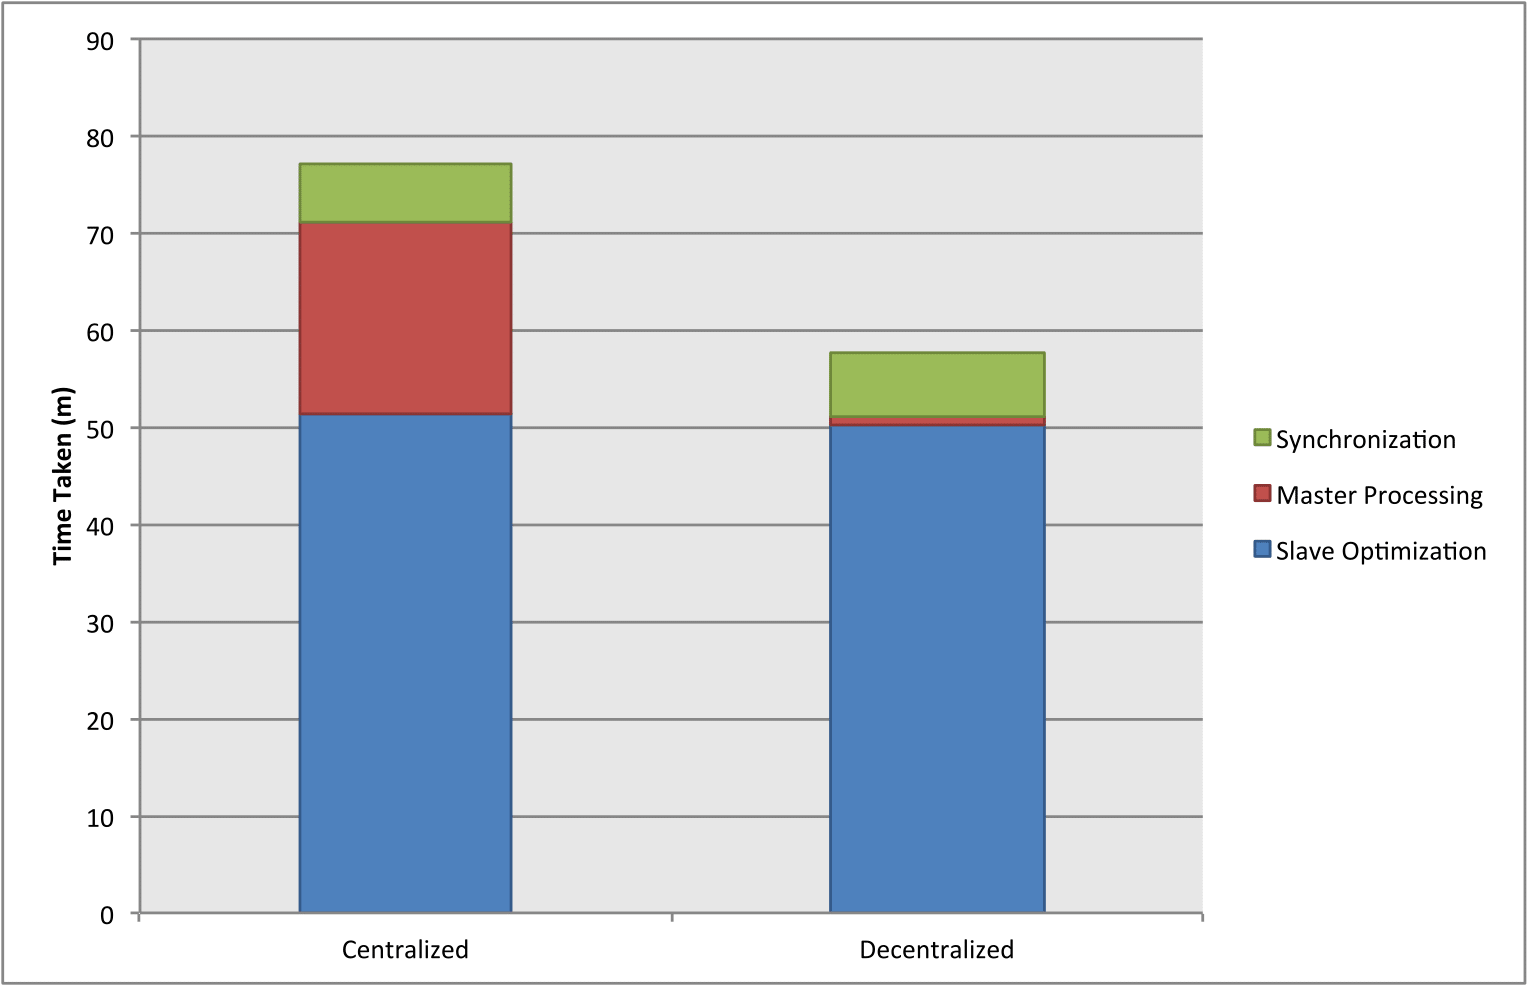 90
80
70
60
50
40
30
20
10
0
Time Taken (m)
Centralized
Decentralized
Synchronization
Master Processing
Slave Optimization